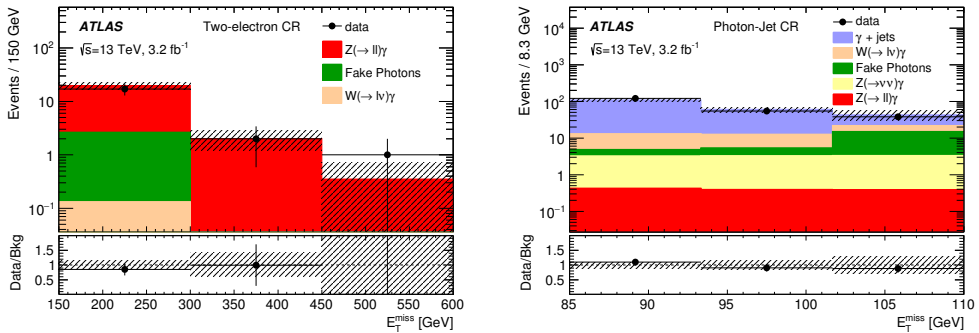 ATLAS
√s=13 TeV, 3.2 fb⁻¹
Two-electron CR
data
Z(→ ll)γ
Fake Photons
W(→ lν)γ
Events / 150 GeV
10²
10
1
10⁻¹
Data/Bkg
1.5
1
0.5
150 200 250 300 350 400 450 500 550 600
E_T^miss [GeV]
ATLAS
√s=13 TeV, 3.2 fb⁻¹
Photon-Jet CR
data
γ + jets
W(→ lν)γ
Fake Photons
Z(→νν)γ
Z(→ ll)γ
Events / 8.3 GeV
10⁴
10³
10²
10
1
10⁻¹
Data/Bkg
1.5
1
0.5
85 90 95 100 105 110
E_T^miss [GeV]